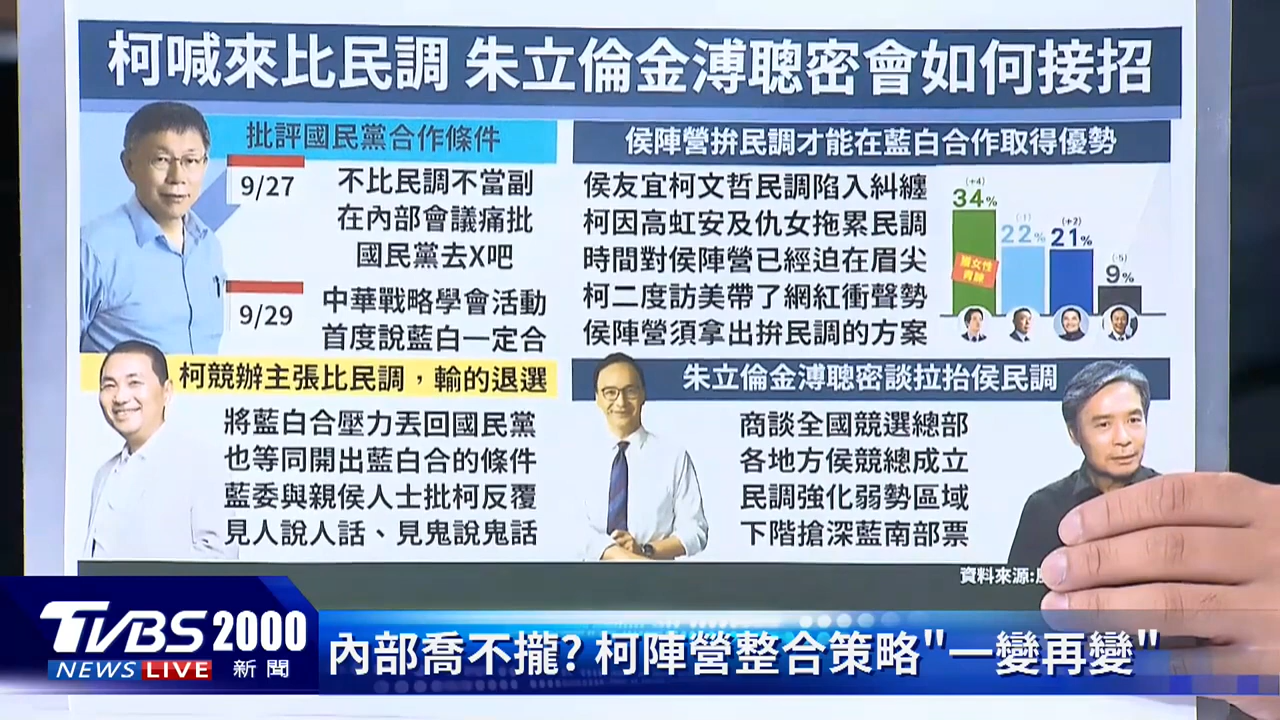 柯喊來比民調 朱立倫金溥聰密會如何接招
批評國民黨合作條件
9/27
不比民調不當副
在內部會議痛批
國民黨去X吧
9/29
中華戰略學會活動
首度說藍白一定合
侯陣營拚民調才能在藍白合作取得優勢
侯友宜柯文哲民調陷入糾纏
柯因高虹安及仇女拖累民調
時間對侯陣營已經迫在眉尖
柯二度訪美帶了網紅衝聲勢
侯陣營須拿出拚民調的方案
(+4)
34%
(-1)
22%
(+2)
21%
(-5)
9%
柯競辦主張比民調，輸的退選
將藍白合壓力丟回國民黨
也等同開出藍白合的條件
藍委與親侯人士批柯反覆
見人說人話、見鬼說鬼話
朱立倫金溥聰密談拉抬侯民調
商談全國競選總部
各地方侯競總成立
民調強化弱勢區域
下階搶深藍南部票
資料來源:
TVBS 2000
NEWS LIVE 新聞
內部喬不攏? 柯陣營整合策略"一變再變"